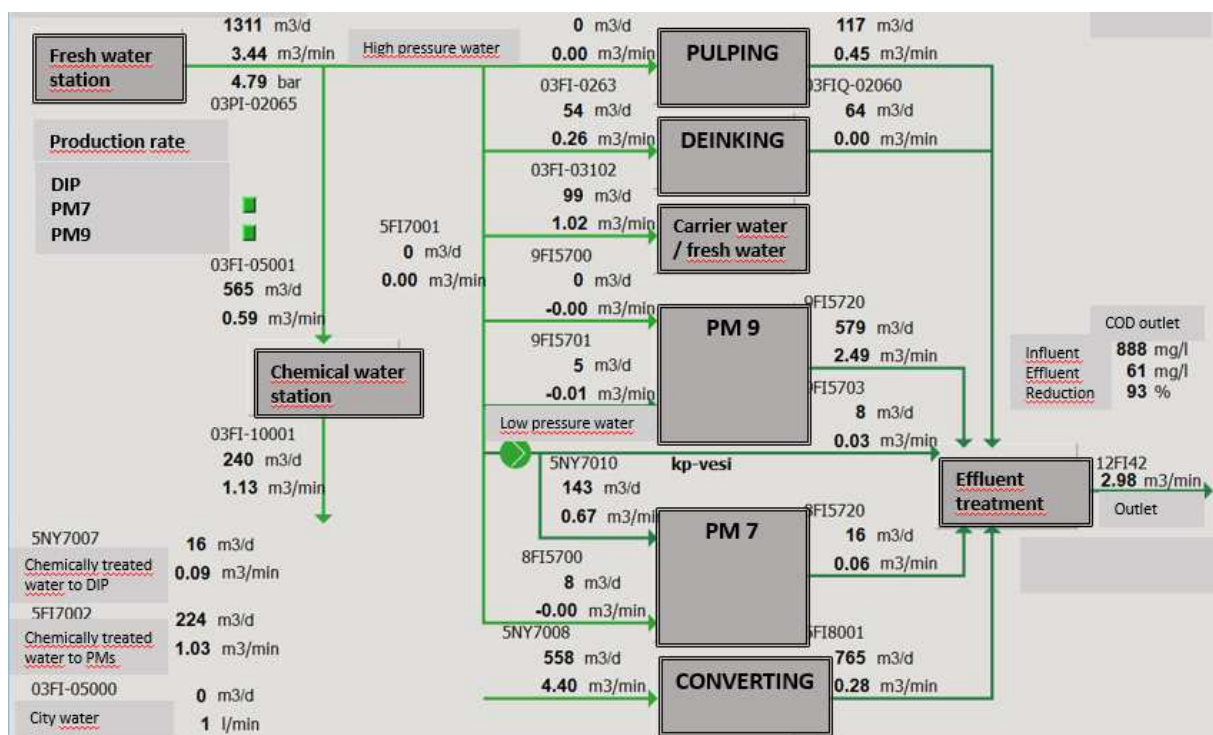 1311 m3/d
3.44 m3/min
4.79 bar
03PI-02065
Fresh water
station
High pressure water
0 m3/d
0.00 m3/min
PULPING
117 m3/d
0.45 m3/min
03FI-0263
54 m3/d
0.26 m3/min
DEINKING
03FIQ-02060
64 m3/d
0.00 m3/min
Production rate
DIP
PM7
PM9
03FI-03102
99 m3/d
1.02 m3/min
Carrier water
/ fresh water
5FI7001
0 m3/d
0.00 m3/min
9FI5700
0 m3/d
-0.00 m3/min
03FI-05001
565 m3/d
0.59 m3/min
PM 9
9FI5720
579 m3/d
2.49 m3/min
9FI5701
5 m3/d
-0.01 m3/min
9FI5703
8 m3/d
0.03 m3/min
COD outlet
Influent 888 mg/l
Effluent 61 mg/l
Reduction 93 %
Chemical water
station
Low pressure water
03FI-10001
240 m3/d
1.13 m3/min
kp-vesi
5NY7010
143 m3/d
0.67 m3/min
Effluent
treatment
12FI42
2.98 m3/min
Outlet
PM 7
8FI5720
16 m3/d
0.06 m3/min
5NY7007
16 m3/d
Chemically treated
water to DIP
0.09 m3/min
8FI5700
8 m3/d
-0.00 m3/min
5FI7002
224 m3/d
Chemically treated
water to PMs
1.03 m3/min
5NY7008
558 m3/d
4.40 m3/min
CONVERTING
5FI8001
765 m3/d
0.28 m3/min
03FI-05000
0 m3/d
City water
1 l/min